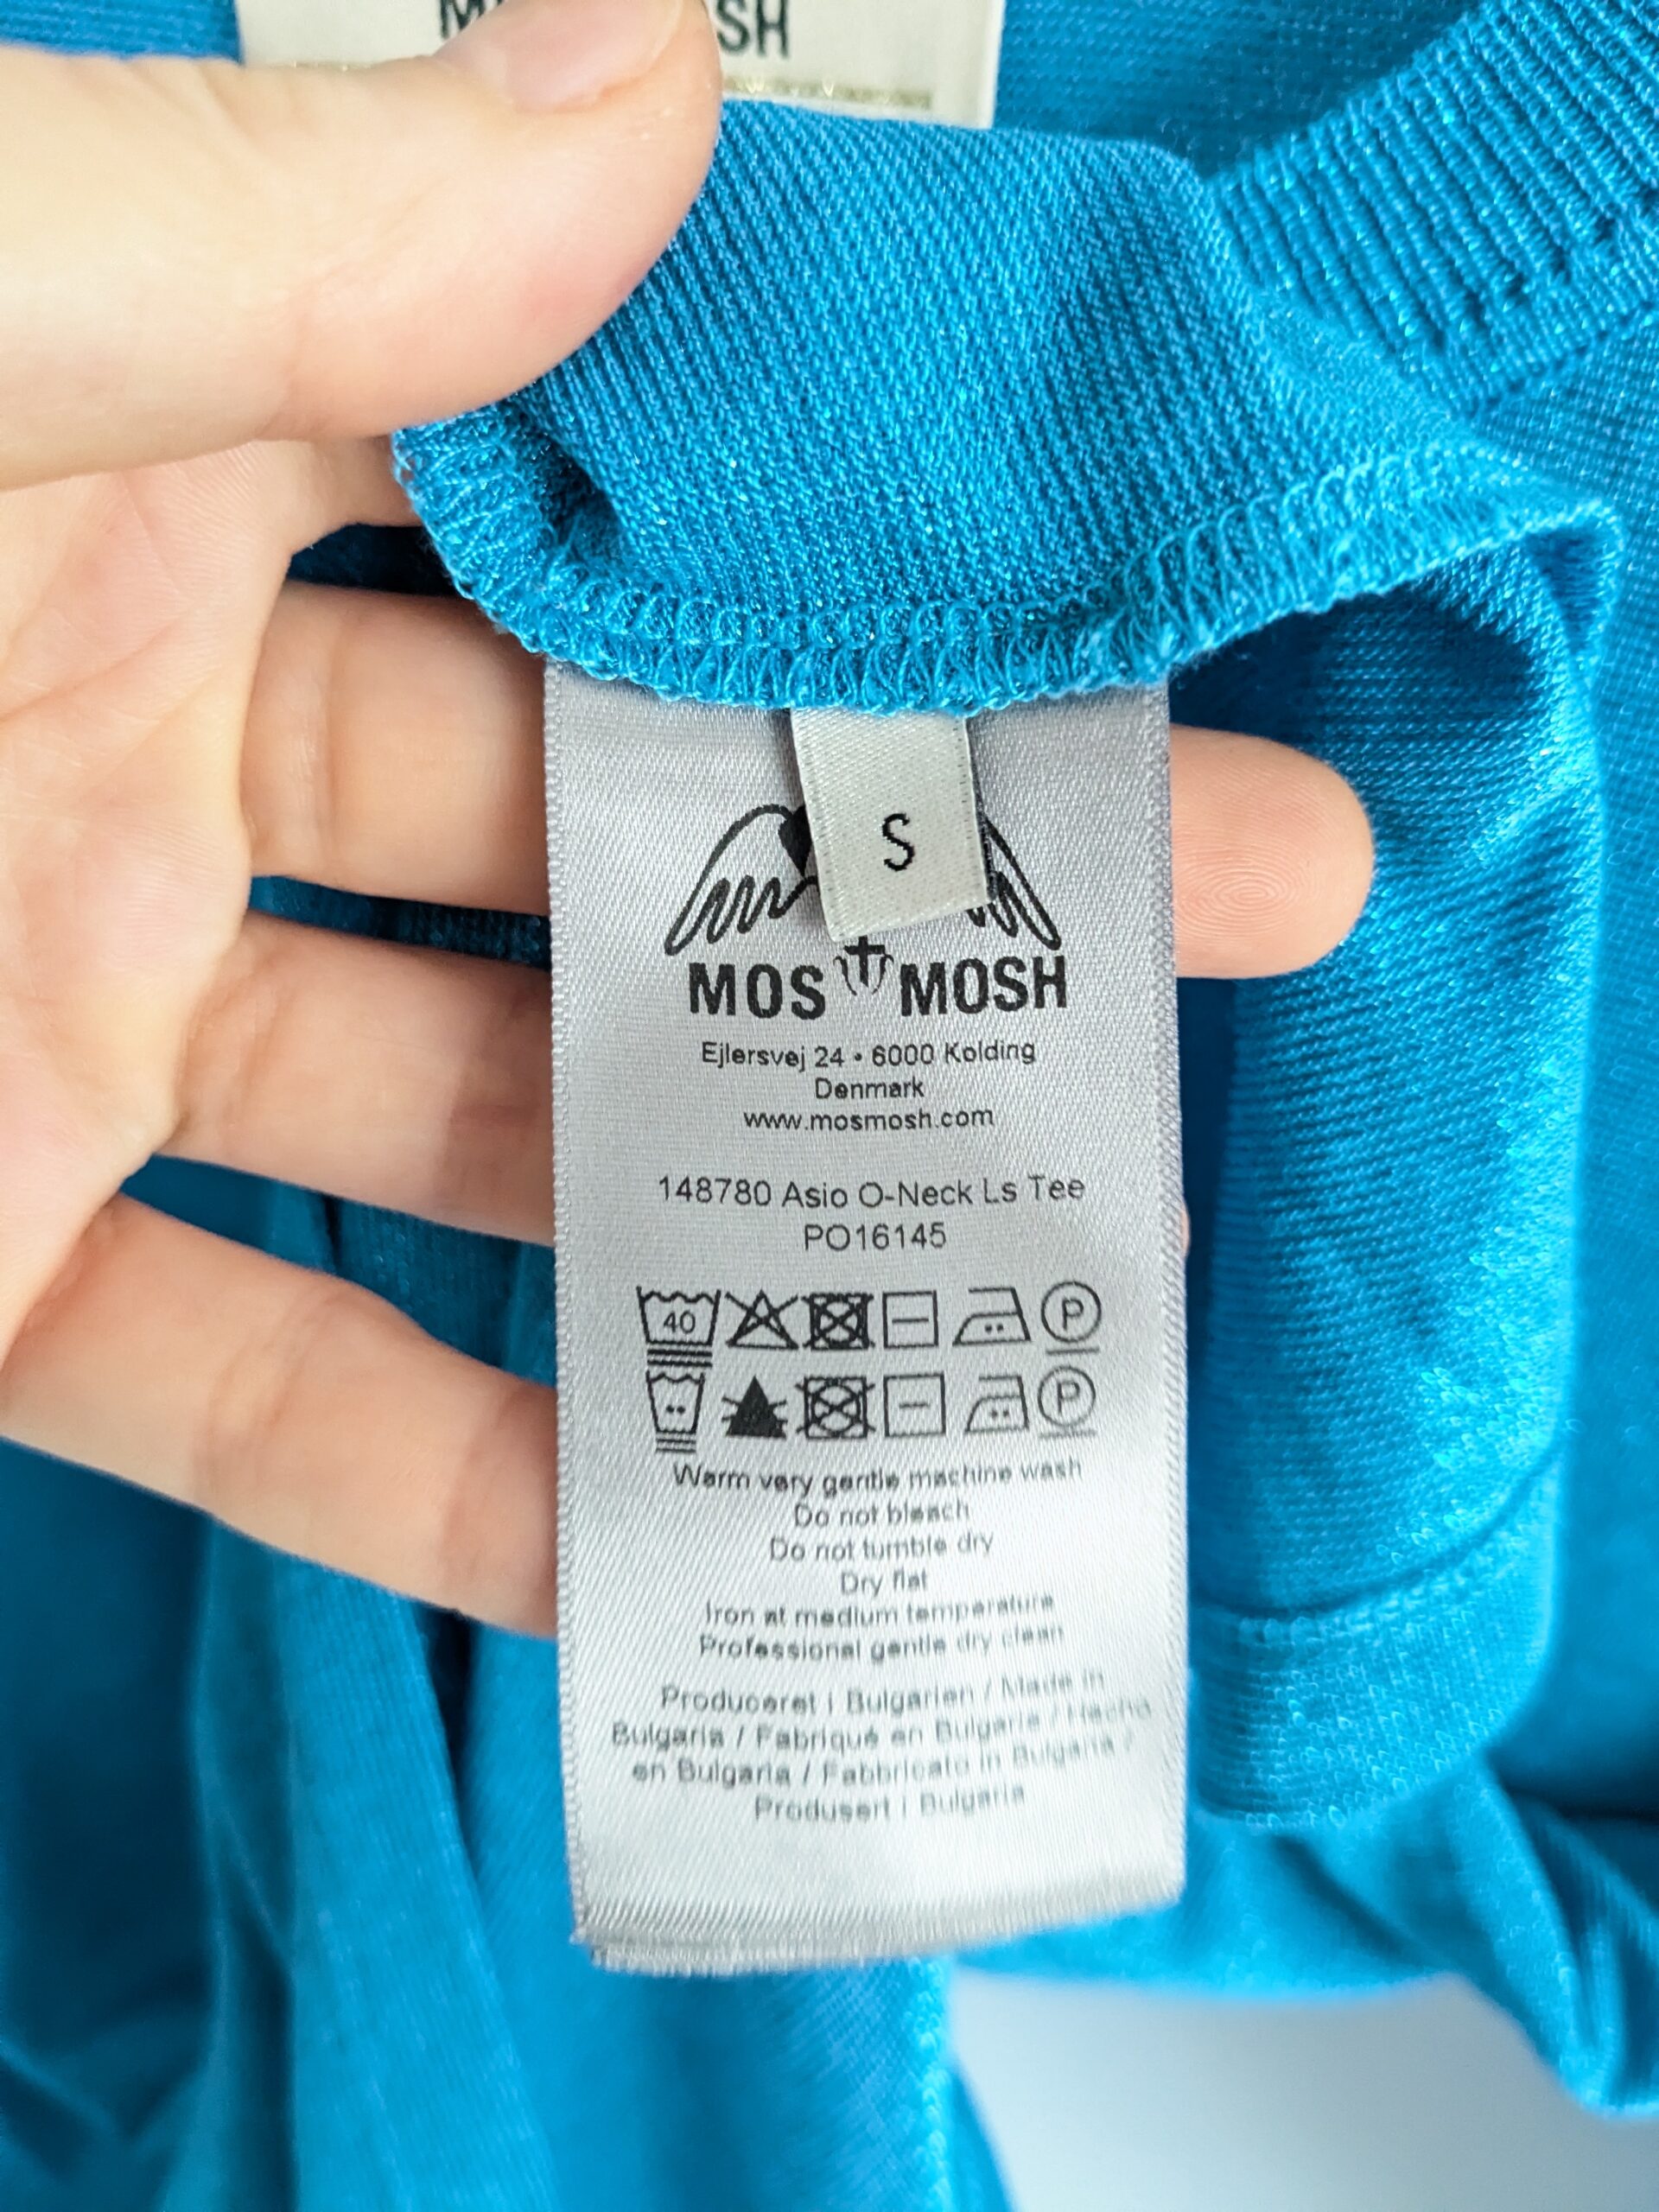 SH
S
MOS MOSH
Ejlersvej 24 • 6000 Kolding
Denmark
www.mosmosh.com
148780 Asio O-Neck Ls Tee
PO16145
40
P
P
Warm very gentle machine wash
Do not bleach
Do not tumble dry
Dry flat
Iron at medium temperature
Professional gentle dry clean
Produceret i Bulgarien / Made in
Bulgaria / Fabriqué en Bulgarie / Hecho
en Bulgaria / Fabbricato in Bulgaria /
Produsert i Bulgaria